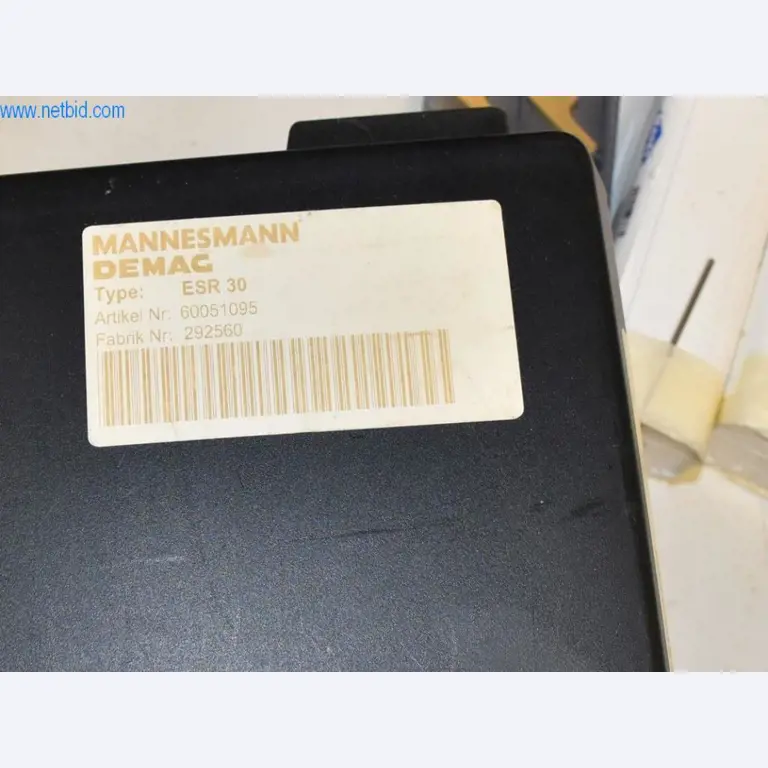 www.netbid.com
MANNESMANN
DEMAG
Type: ESR 30
Artikel Nr: 60051095
Fabrik Nr: 292560